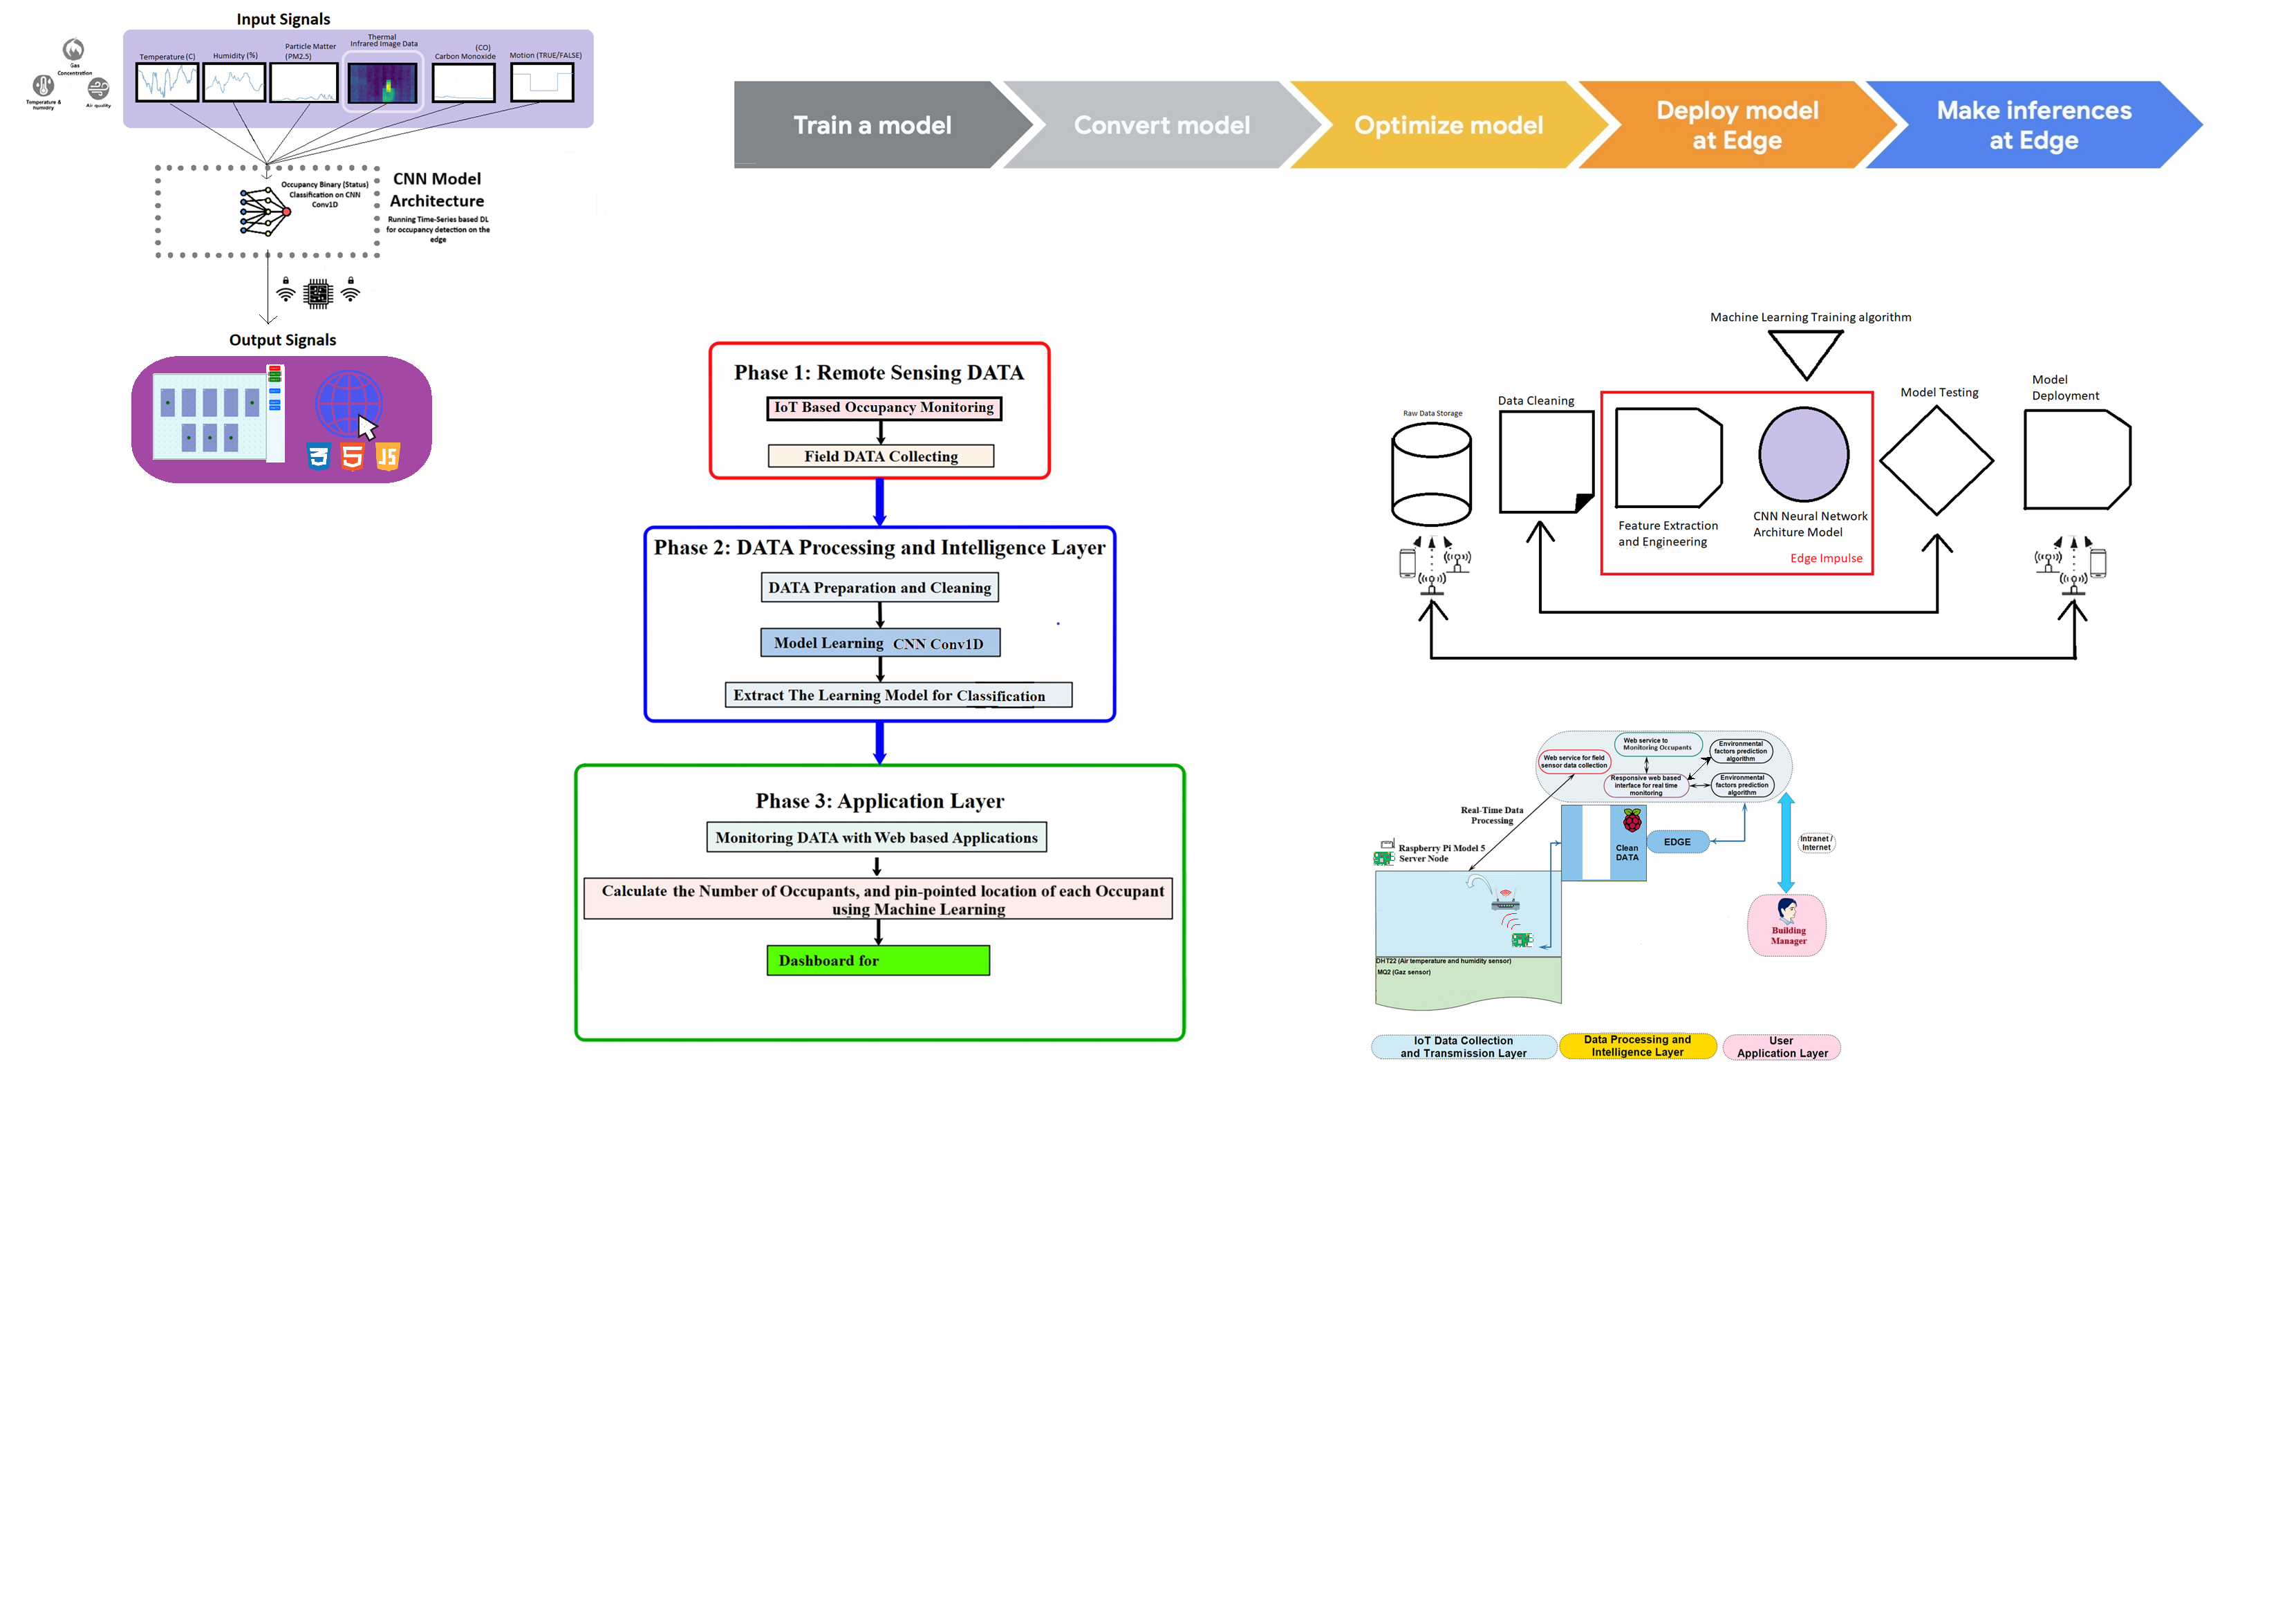 Input Signals
Gas
Concentration
Temperature &
humidity
Air quality
Temperature (C)
Humidity (%)
Particle Matter
(PM2.5)
Thermal
Infrared Image Data
(CO)
Carbon Monoxide
Motion (TRUE/FALSE)
Occupancy Binary (Status)
Classification on CNN
Conv1D
CNN Model
Architecture
Running Time-Series based DL
for occupancy detection on the
edge
Output Signals
3
5
JS
Train a model
Convert model
Optimize model
Deploy model
at Edge
Make inferences
at Edge
Phase 1: Remote Sensing DATA
IoT Based Occupancy Monitoring
Field DATA Collecting
Phase 2: DATA Processing and Intelligence Layer
DATA Preparation and Cleaning
Model Learning CNN Conv1D
Extract The Learning Model for Classification
Phase 3: Application Layer
Monitoring DATA with Web based Applications
Calculate the Number of Occupants, and pin-pointed location of each Occupant
using Machine Learning
Dashboard for
Machine Learning Training algorithm
Raw Data Storage
Data Cleaning
Feature Extraction
and Engineering
CNN Neural Network
Architure Model
Edge Impulse
Model Testing
Model
Deployment
Web service for field
sensor data collection
Web service to
Monitoring Occupants
Environmental
factors prediction
algorithm
Responsive web based
interface for real time
monitoring
Environmental
factors prediction
algorithm
Real-Time Data
Processing
Raspberry Pi Model 5
Server Node
Clean
DATA
EDGE
Intranet /
Internet
Building
Manager
DHT22 (Air temperature and humidity sensor)
MQ2 (Gaz sensor)
IoT Data Collection
and Transmission Layer
Data Processing and
Intelligence Layer
User
Application Layer